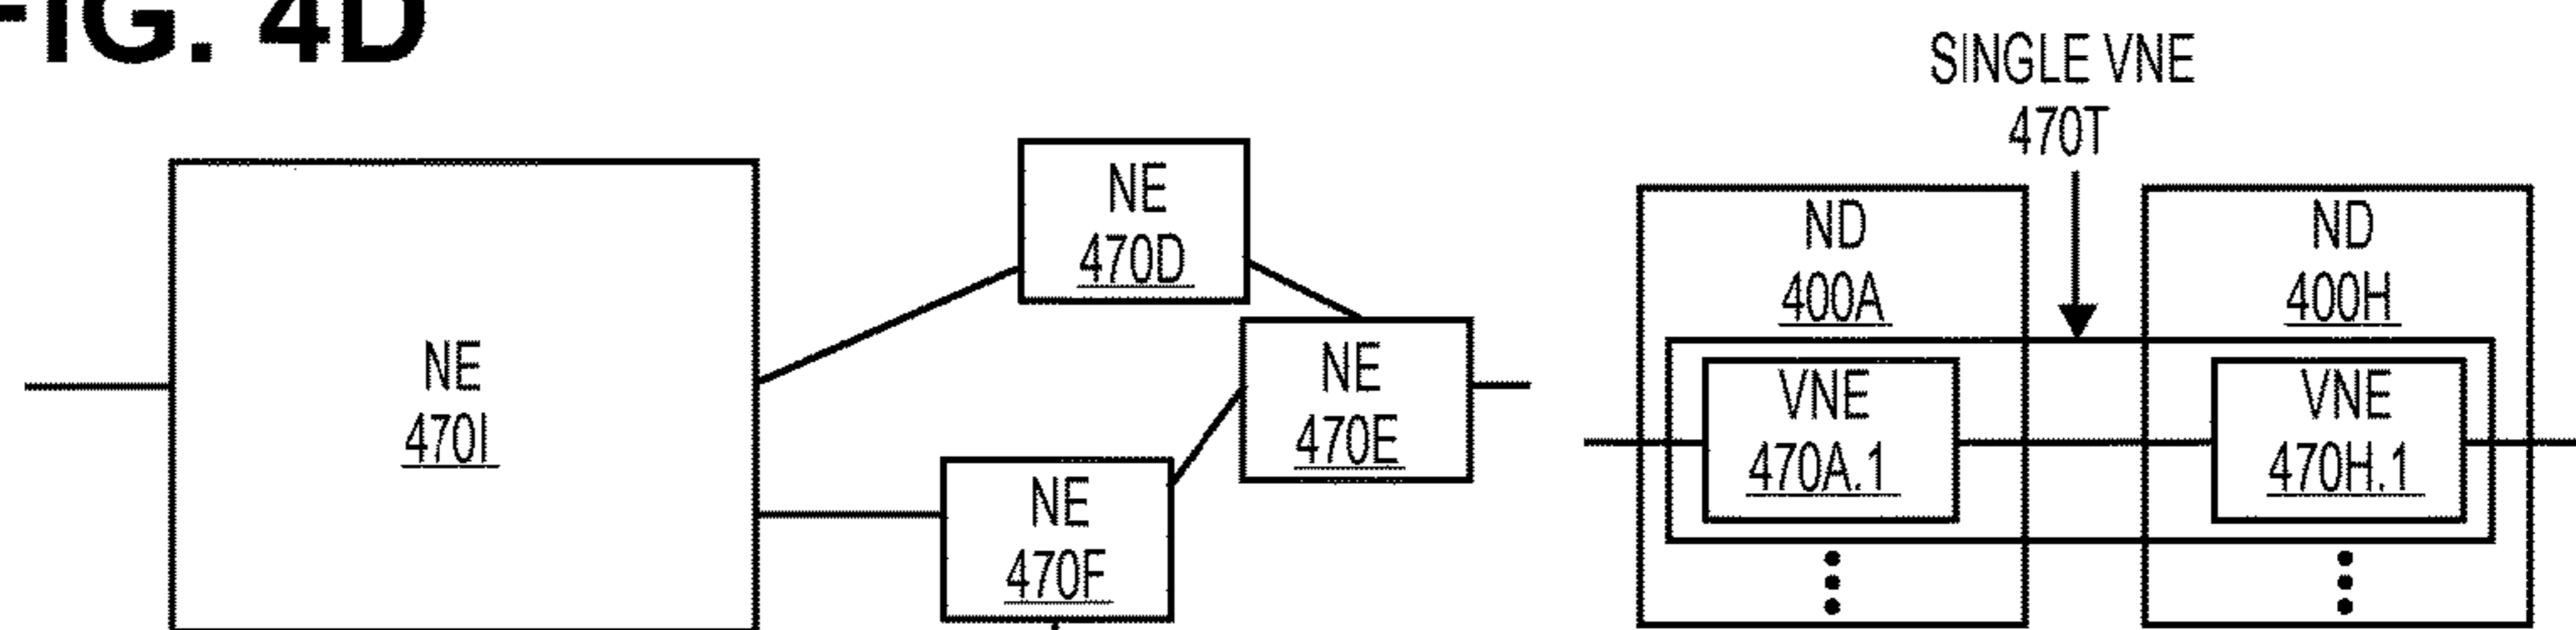 FIG. 4D
SINGLE VNE
470T
NE
470I
NE
470D
NE
470E
NE
470F
ND
400A
ND
400H
VNE
470A.1
VNE
470H.1